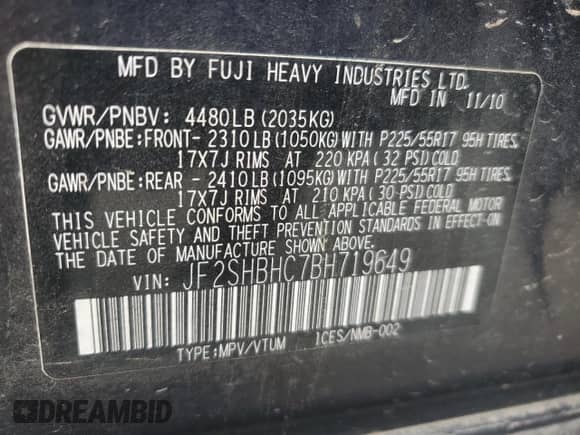 MFD BY FUJI HEAVY INDUSTRIES LTD.
MFD IN 11/10
GVWR/PNBV: 4480LB (2035KG)
GAWR/PNBE:FRONT- 2310LB (1050KG)WITH P225/55R17 95H TIRES,
17X7J RIMS AT 220 KPA( 32 PSI)COLD
GAWR/PNBE:REAR - 2410LB (1095KG)WITH P225/55R17 95H TIRES,
17X7J RIMS AT 210 KPA( 30 PSI)COLD
THIS VEHICLE CONFORMS TO ALL APPLICABLE FEDERAL MOTOR
VEHICLE SAFETY AND THEFT PREVENTION STANDARDS IN EFFECT-ON
THE DATE OF MANUFACTURE SHOWN ABOVE.
VIN: JF2SHBHC7BH719649
TYPE:MPV/VTUM 1CES/NMB-002
DREAMBID